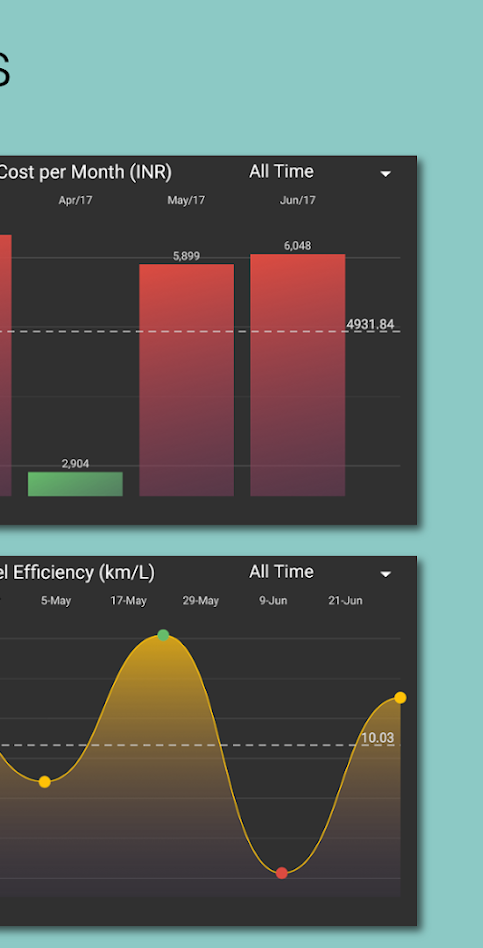 s
Cost per Month (INR) All Time
Apr/17 May/17 Jun/17
6,048
5,899
4931.84
2,904
el Efficiency (km/L) All Time
5-May 17-May 29-May 9-Jun 21-Jun
10.03